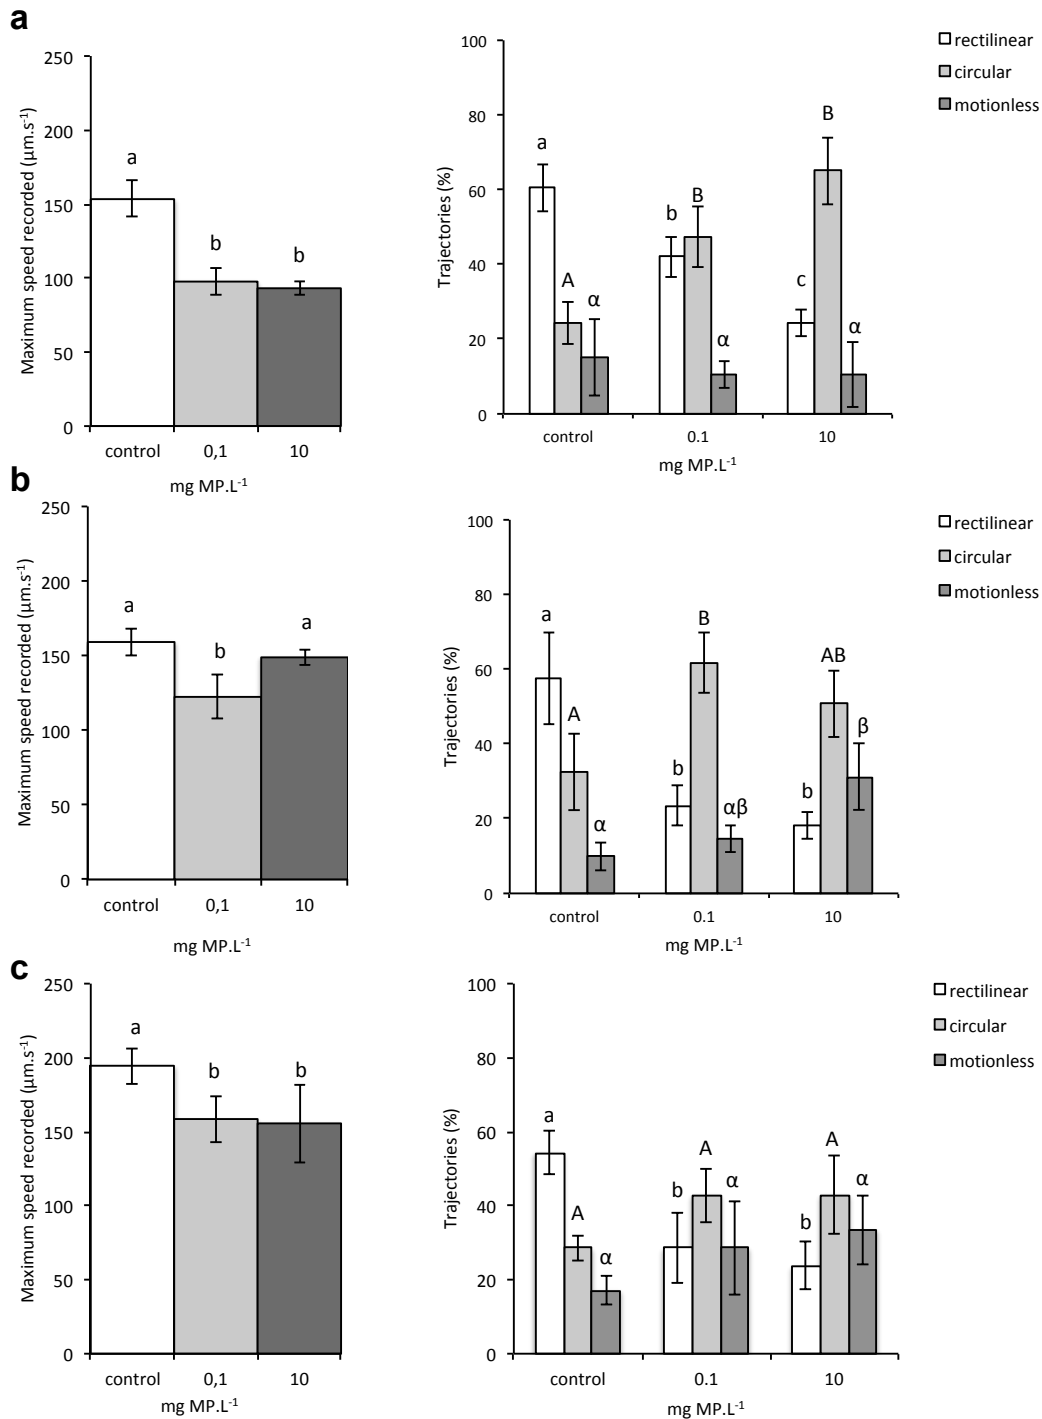 a
250
200
150
100
50
0
Maximum speed recorded (µm.s⁻¹)
a
b
b
control 0,1 10
mg MP.L⁻¹
100
80
60
40
20
0
Trajectories (%)
a
A
α
b
B
α
c
B
α
control 0.1 10
mg MP.L⁻¹
rectilinear
circular
motionless
b
250
200
150
100
50
0
Maximum speed recorded (µm.s⁻¹)
a
b
a
control 0,1 10
mg MP.L⁻¹
100
80
60
40
20
0
Trajectories (%)
a
A
α
b
B
αβ
b
AB
β
control 0.1 10
mg MP.L⁻¹
rectilinear
circular
motionless
c
250
200
150
100
50
0
Maximum speed recorded (µm.s⁻¹)
a
b
b
control 0,1 10
mg MP.L⁻¹
100
80
60
40
20
0
Trajectories (%)
a
A
α
b
A
α
b
A
α
control 0.1 10
mg MP.L⁻¹
rectilinear
circular
motionless